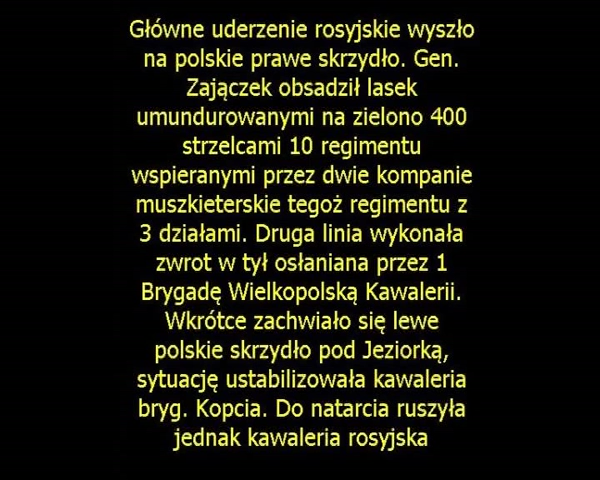 Główne uderzenie rosyjskie wyszło
na polskie prawe skrzydło. Gen.
Zajączek obsadził lasek
umundurowanymi na zielono 400
strzelcami 10 regimentu
wspieranymi przez dwie kompanie
muszkieterskie tegoż regimentu z
3 działami. Druga linia wykonała
zwrot w tył osłaniana przez 1
Brygadę Wielkopolską Kawalerii.
Wkrótce zachwiało się lewe
polskie skrzydło pod Jeziorką,
sytuację ustabilizowała kawaleria
bryg. Kopcia. Do natarcia ruszyła
jednak kawaleria rosyjska